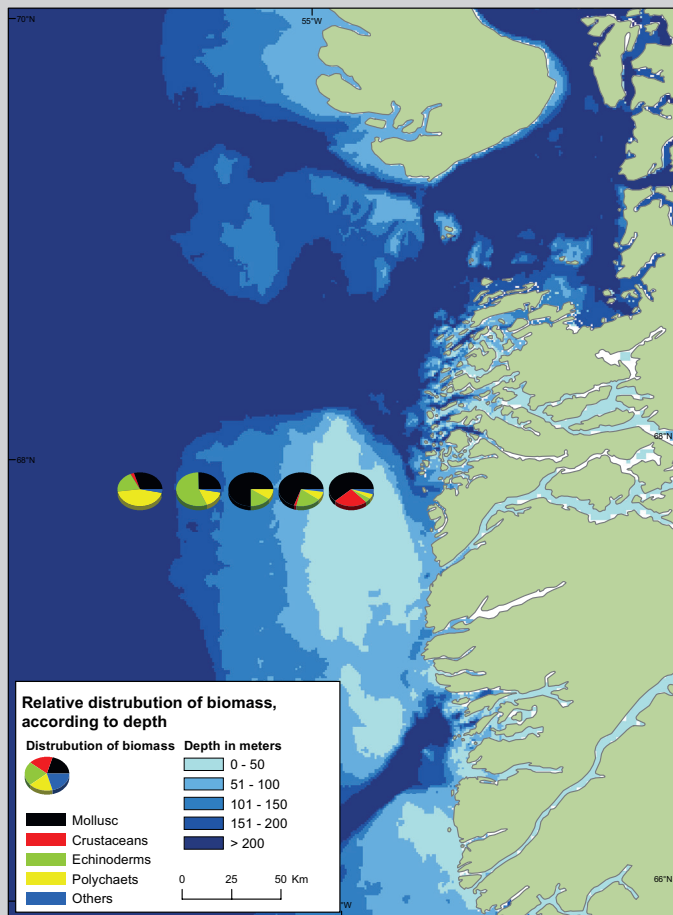 70°N
55°W
68°N
68°N
Relative distrubution of biomass,
according to depth
Distrubution of biomass
Mollusc
Crustaceans
Echinoderms
Polychaets
Others
Depth in meters
0 - 50
51 - 100
101 - 150
151 - 200
> 200
0 25 50 Km
°W
66°N